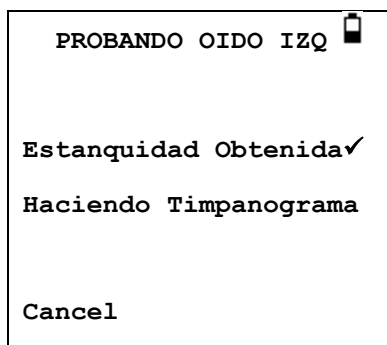 PROBANDO OIDO IZQ
Estanquidad Obtenida✓
Haciendo Timpanograma
Cancel